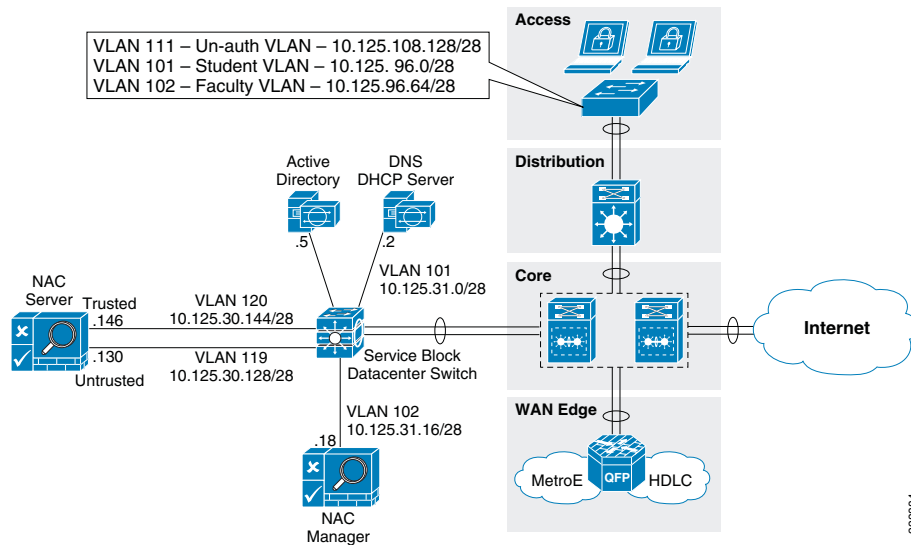 Access
VLAN 111 – Un-auth VLAN – 10.125.108.128/28
VLAN 101 – Student VLAN – 10.125. 96.0/28
VLAN 102 – Faculty VLAN – 10.125.96.64/28
Distribution
Active
Directory
.5
DNS
DHCP Server
.2
VLAN 101
10.125.31.0/28
Core
NAC
Server
Trusted
.146
VLAN 120
10.125.30.144/28
.130
Untrusted
VLAN 119
10.125.30.128/28
Service Block
Datacenter Switch
Internet
VLAN 102
10.125.31.16/28
.18
NAC
Manager
WAN Edge
MetroE
QFP
HDLC